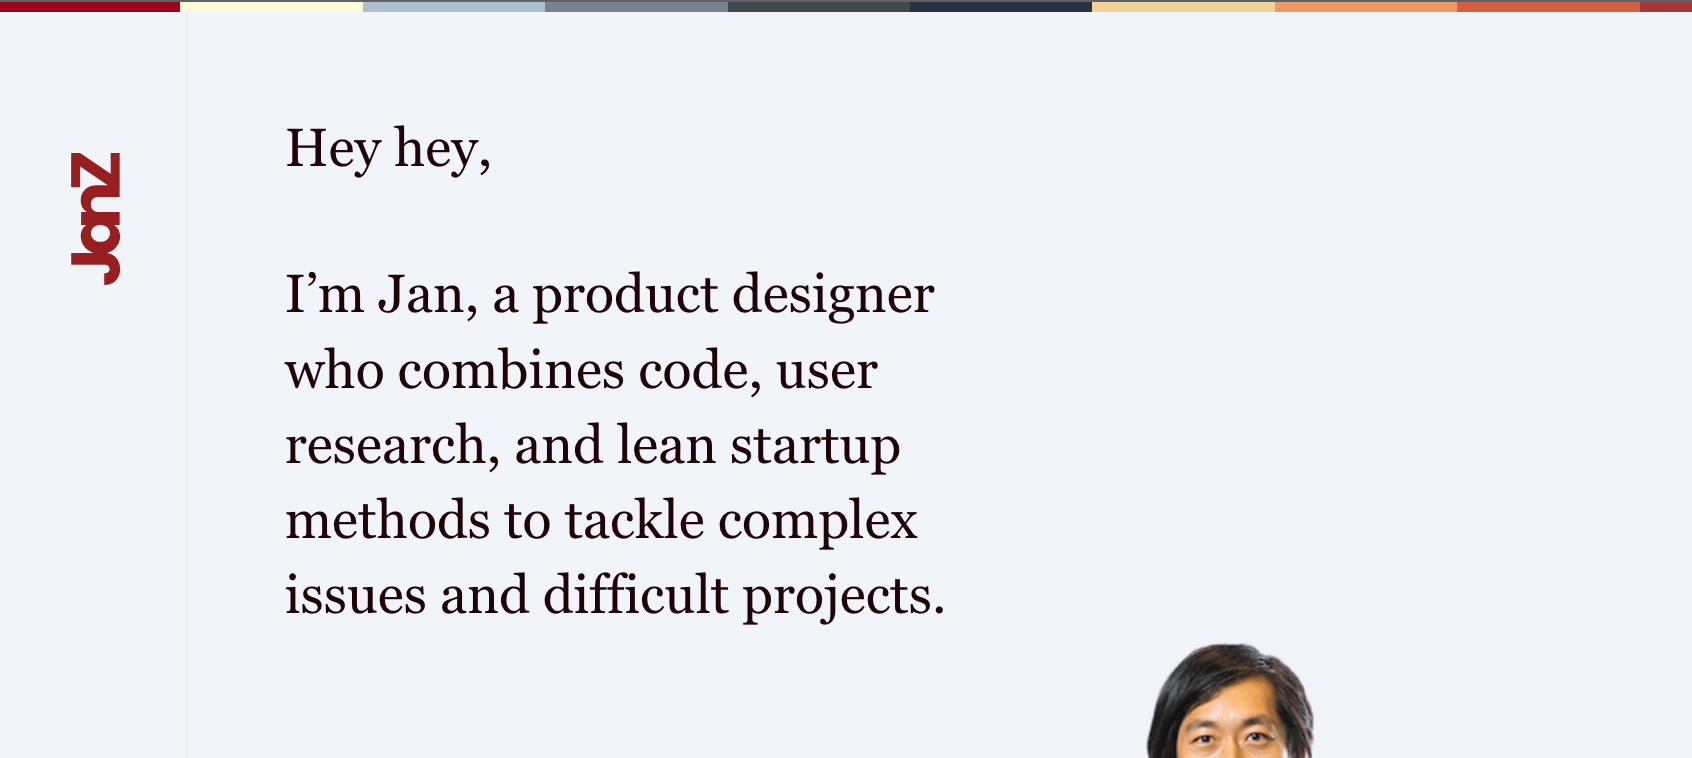 JanZ
Hey hey,
I’m Jan, a product designer
who combines code, user
research, and lean startup
methods to tackle complex
issues and difficult projects.